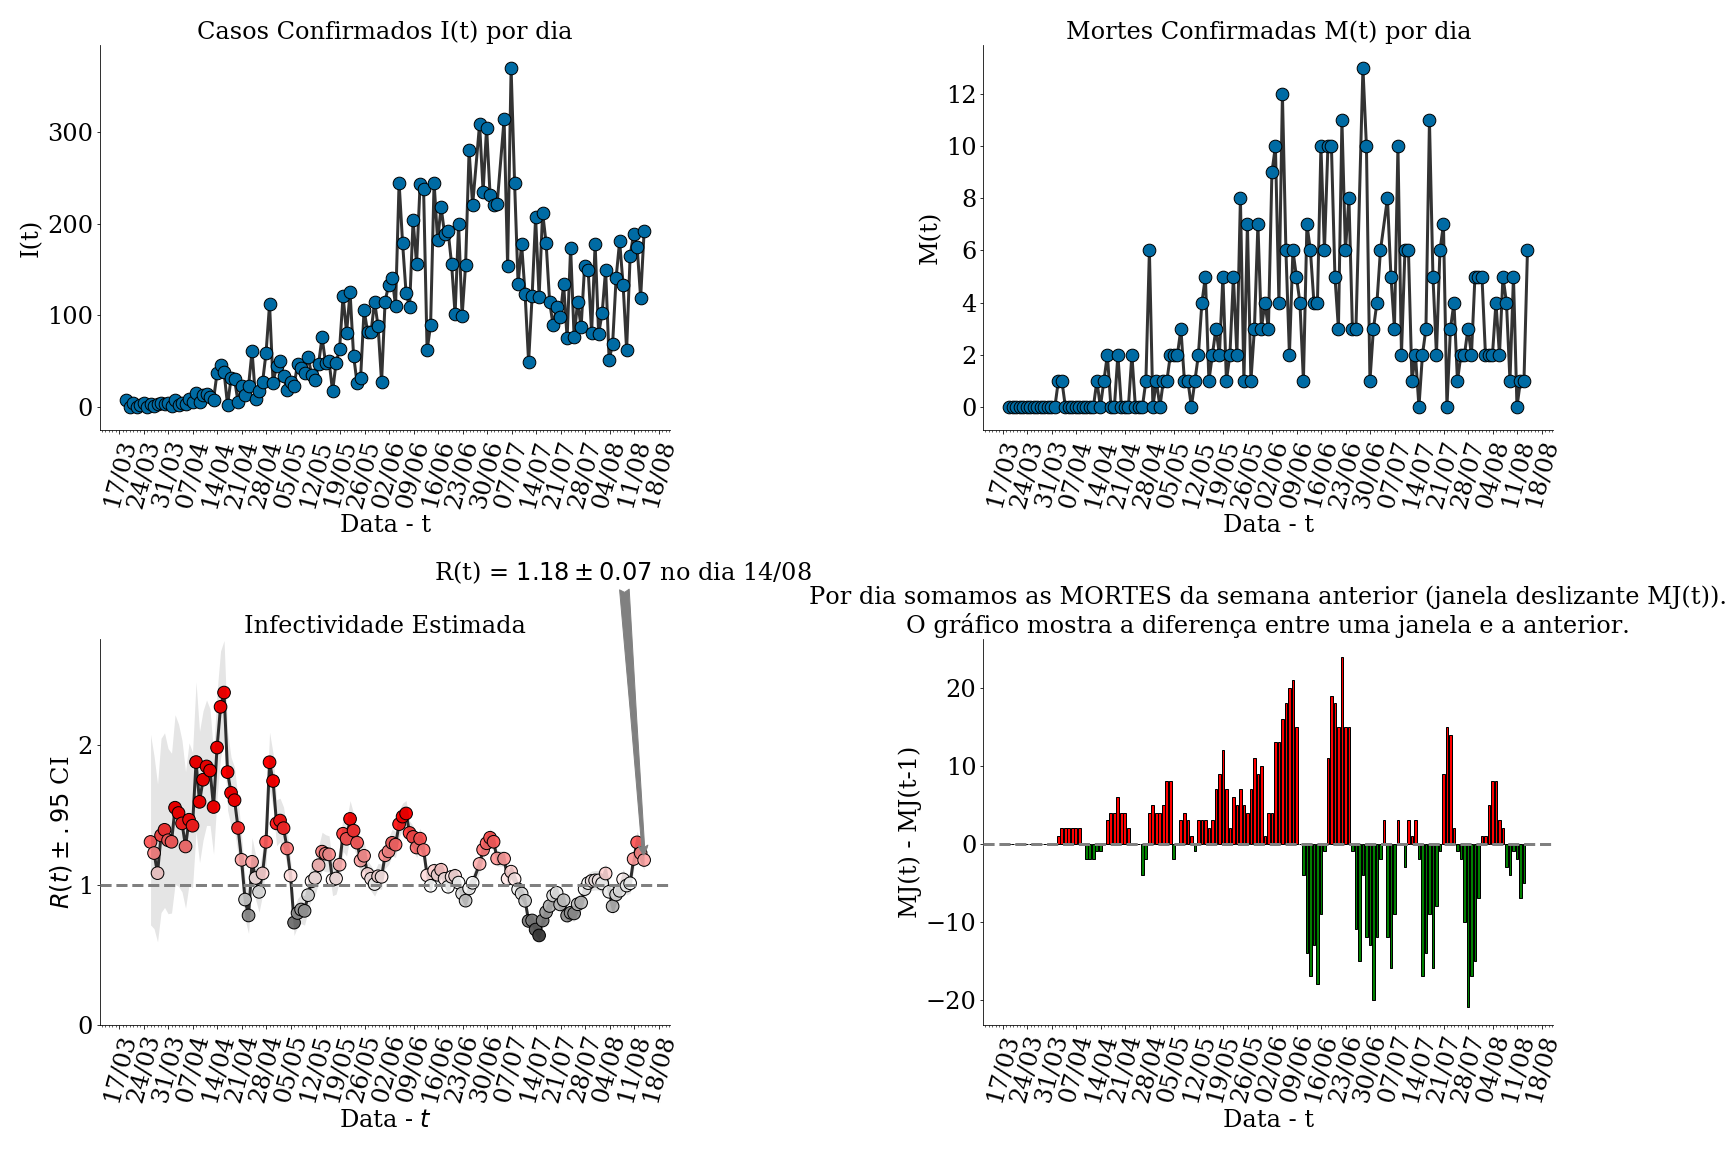 Casos Confirmados I(t) por dia
I(t)
300
200
100
0
17/03 24/03 31/03 07/04 14/04 21/04 28/04 05/05 12/05 19/05 26/05 02/06 09/06 16/06 23/06 30/06 07/07 14/07 21/07 28/07 04/08 11/08 18/08
Data - t
Mortes Confirmadas M(t) por dia
M(t)
12
10
8
6
4
2
0
17/03 24/03 31/03 07/04 14/04 21/04 28/04 05/05 12/05 19/05 26/05 02/06 09/06 16/06 23/06 30/06 07/07 14/07 21/07 28/07 04/08 11/08 18/08
Data - t
R(t) = 1.18 ± 0.07 no dia 14/08
Infectividade Estimada
R(t) ± .95 CI
2
1
0
17/03 24/03 31/03 07/04 14/04 21/04 28/04 05/05 12/05 19/05 26/05 02/06 09/06 16/06 23/06 30/06 07/07 14/07 21/07 28/07 04/08 11/08 18/08
Data - t
Por dia somamos as MORTES da semana anterior (janela deslizante MJ(t)).
O gráfico mostra a diferença entre uma janela e a anterior.
MJ(t) - MJ(t-1)
20
10
0
−10
−20
17/03 24/03 31/03 07/04 14/04 21/04 28/04 05/05 12/05 19/05 26/05 02/06 09/06 16/06 23/06 30/06 07/07 14/07 21/07 28/07 04/08 11/08 18/08
Data - t